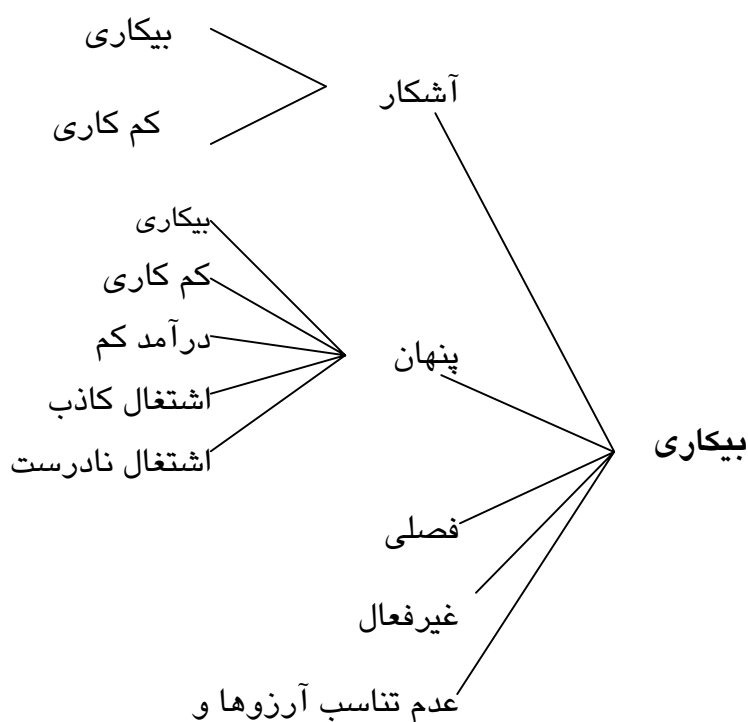 بیکاری
آشکار
بیکاری
کم کاری
پنهان
بیکاری
کم کاری
درآمد کم
اشتغال کاذب
اشتغال نادرست
فصلی
غیرفعال
عدم تناسب آرزوها و